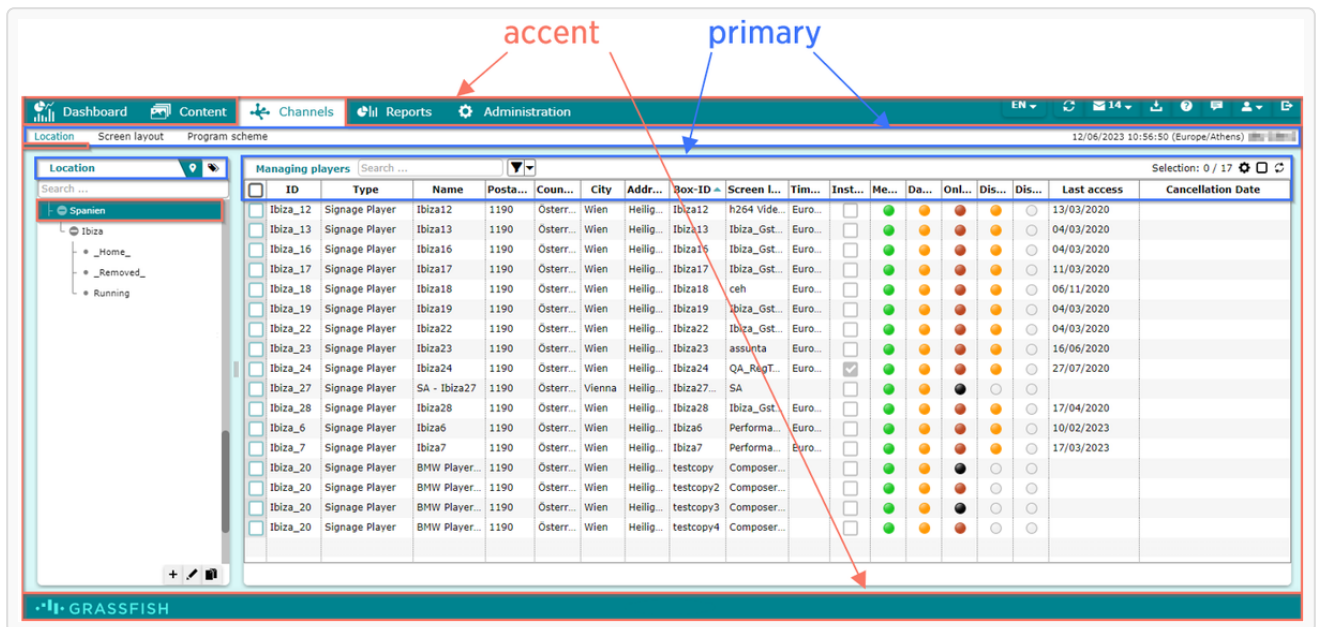 accent primary
Dashboard Content Channels Reports Administration EN 14
Location Screen layout Program scheme 12/06/2023 10:56:50 (Europe/Athens)
Location Managing players Search ... Selection: 0 / 17
Search ... ID Type Name Posta... Coun... City Addr... Box-ID Screen l... Tim... Inst... Me... Da... Onl... Dis... Dis... Last access Cancellation Date
Spanien Ibiza_12 Signage Player Ibiza12 1190 Österr... Wien Heilig... Ibiza12 h264 Vide... Euro... 13/03/2020
Ibiza Ibiza_13 Signage Player Ibiza13 1190 Österr... Wien Heilig... Ibiza13 Ibiza_Gst... Euro... 04/03/2020
_Home_ Ibiza_16 Signage Player Ibiza16 1190 Österr... Wien Heilig... Ibiza16 Ibiza_Gst... Euro... 04/03/2020
_Removed_ Ibiza_17 Signage Player Ibiza17 1190 Österr... Wien Heilig... Ibiza17 Ibiza_Gst... Euro... 11/03/2020
Running Ibiza_18 Signage Player Ibiza18 1190 Österr... Wien Heilig... Ibiza18 ceh Euro... 06/11/2020
Ibiza_19 Signage Player Ibiza19 1190 Österr... Wien Heilig... Ibiza19 Ibiza_Gst... Euro... 04/03/2020
Ibiza_22 Signage Player Ibiza22 1190 Österr... Wien Heilig... Ibiza22 Ibiza_Gst... Euro... 04/03/2020
Ibiza_23 Signage Player Ibiza23 1190 Österr... Wien Heilig... Ibiza23 assunta Euro... 16/06/2020
Ibiza_24 Signage Player Ibiza24 1190 Österr... Wien Heilig... Ibiza24 QA_RegT... Euro... 27/07/2020
Ibiza_27 Signage Player SA - Ibiza27 1190 Österr... Vienna Heilig... Ibiza27... SA
Ibiza_28 Signage Player Ibiza28 1190 Österr... Wien Heilig... Ibiza28 Ibiza_Gst... Euro... 17/04/2020
Ibiza_6 Signage Player Ibiza6 1190 Österr... Wien Heilig... Ibiza6 Performa... Euro... 10/02/2023
Ibiza_7 Signage Player Ibiza7 1190 Österr... Wien Heilig... Ibiza7 Performa... Euro... 17/03/2023
Ibiza_20 Signage Player BMW Player... 1190 Österr... Wien Heilig... testcopy Composer...
Ibiza_20 Signage Player BMW Player... 1190 Österr... Wien Heilig... testcopy2 Composer...
Ibiza_20 Signage Player BMW Player... 1190 Österr... Wien Heilig... testcopy3 Composer...
Ibiza_20 Signage Player BMW Player... 1190 Österr... Wien Heilig... testcopy4 Composer...
GRASSFISH